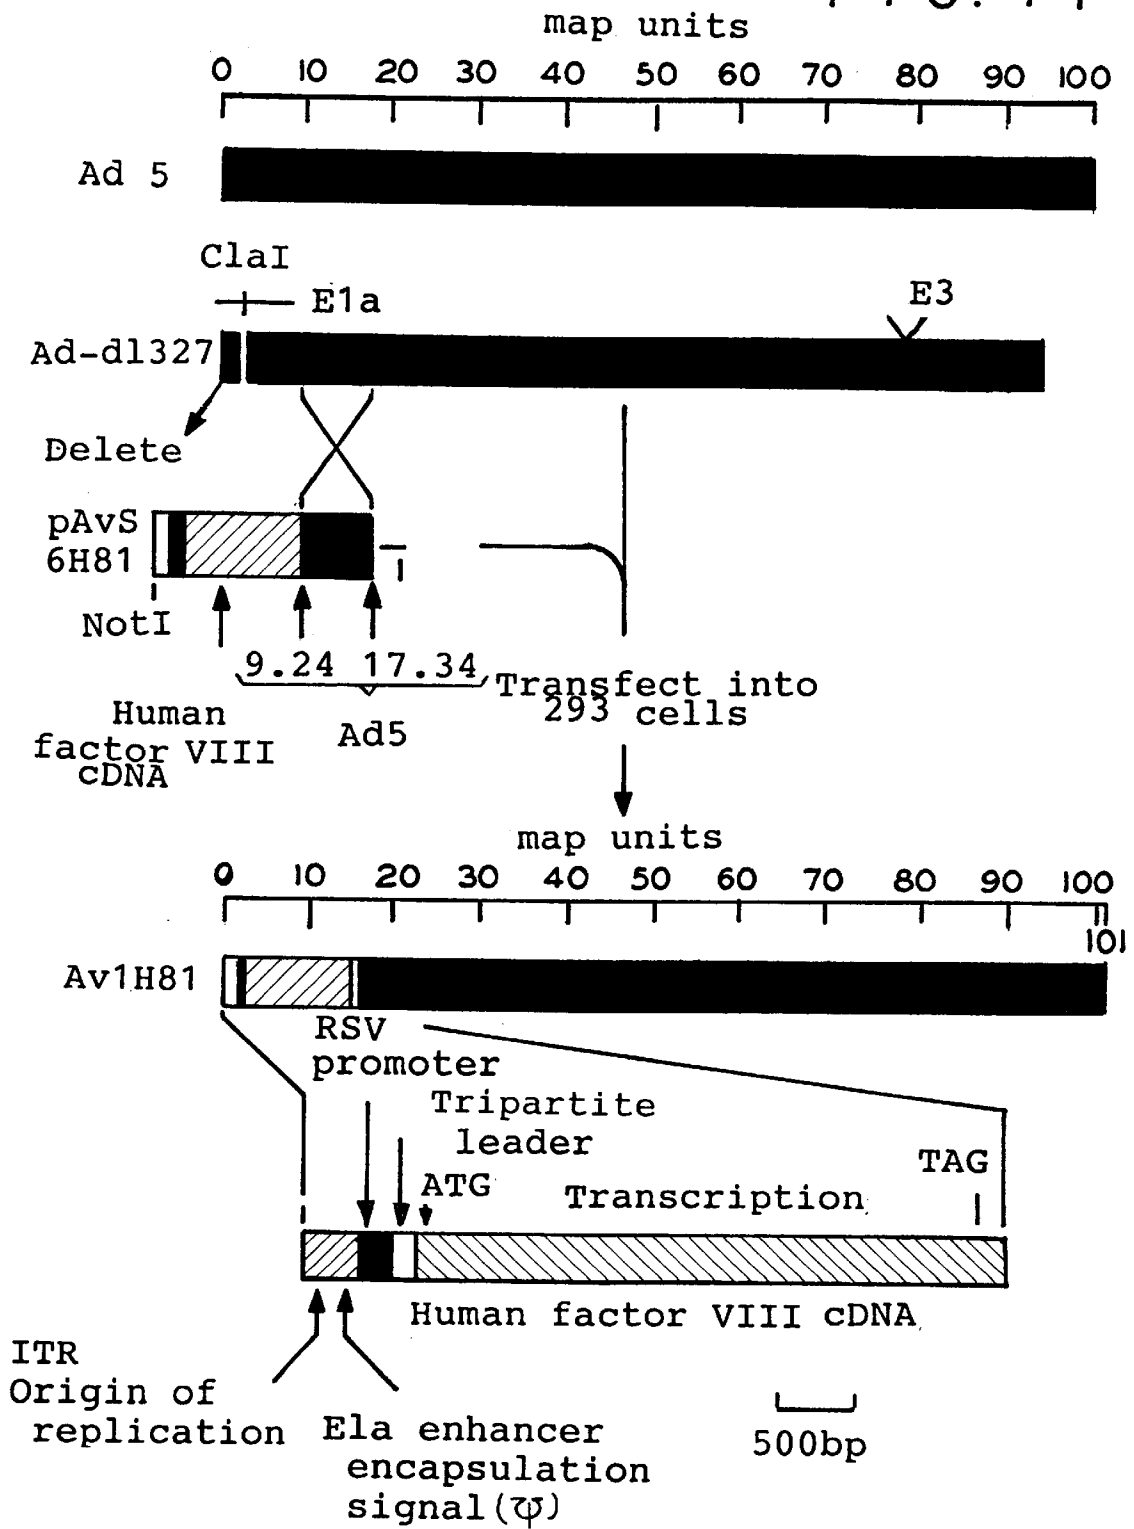 map units
0 10 20 30 40 50 60 70 80 90 100
Ad 5
ClaI
E1a
E3
Ad-dl327
Delete
pAvS
6H81
NotI
9.24 17.34
Transfect into
293 cells
Human
factor VIII
cDNA
Ad5
map units
0 10 20 30 40 50 60 70 80 90 100
101
Av1H81
RSV
promoter
Tripartite
leader
ATG
Transcription
TAG
Human factor VIII cDNA
ITR
Origin of
replication
Ela enhancer
encapsulation
signal(Ψ)
500bp